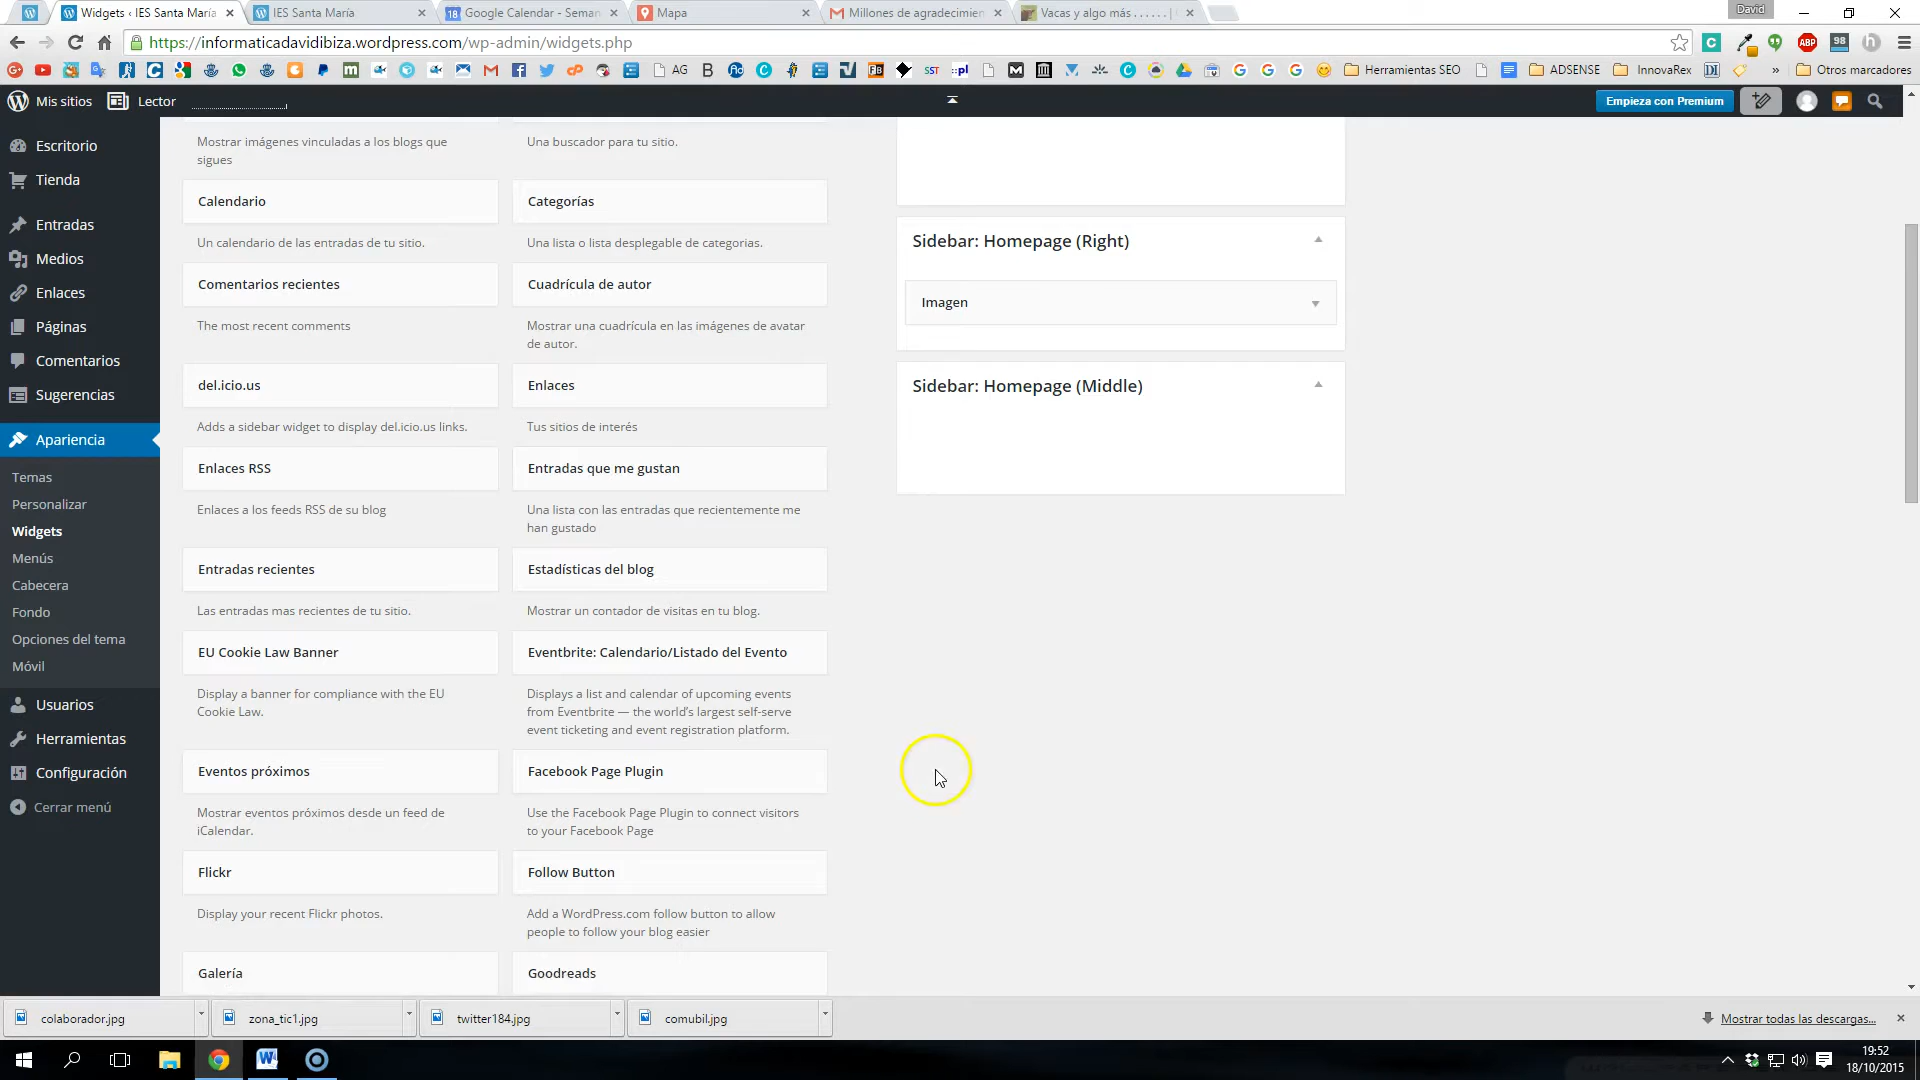 David
Widgets ‹ IES Santa María
IES Santa María
Google Calendar - Seman
Mapa
Millones de agradecimien
Vacas y algo más . . . . . . |
https://informaticadavidibiza.wordpress.com/wp-admin/widgets.php
AG
SST
Herramientas SEO
ADSENSE
InnovaRex
Otros marcadores
Mis sitios
Lector
Empieza con Premium
Escritorio
Tienda
Entradas
Medios
Enlaces
Páginas
Comentarios
Sugerencias
Apariencia
Temas
Personalizar
Widgets
Menús
Cabecera
Fondo
Opciones del tema
Móvil
Usuarios
Herramientas
Configuración
Cerrar menú
Mostrar imágenes vinculadas a los blogs que
sigues
Una buscador para tu sitio.
Calendario
Categorías
Un calendario de las entradas de tu sitio.
Una lista o lista desplegable de categorias.
Comentarios recientes
Cuadrícula de autor
The most recent comments
Mostrar una cuadrícula en las imágenes de avatar
de autor.
del.icio.us
Enlaces
Adds a sidebar widget to display del.icio.us links.
Tus sitios de interés
Enlaces RSS
Entradas que me gustan
Enlaces a los feeds RSS de su blog
Una lista con las entradas que recientemente me
han gustado
Entradas recientes
Estadísticas del blog
Las entradas mas recientes de tu sitio.
Mostrar un contador de visitas en tu blog.
EU Cookie Law Banner
Eventbrite: Calendario/Listado del Evento
Display a banner for compliance with the EU
Cookie Law.
Displays a list and calendar of upcoming events
from Eventbrite — the world's largest self-serve
event ticketing and event registration platform.
Eventos próximos
Facebook Page Plugin
Mostrar eventos próximos desde un feed de
iCalendar.
Use the Facebook Page Plugin to connect visitors
to your Facebook Page
Flickr
Follow Button
Display your recent Flickr photos.
Add a WordPress.com follow button to allow
people to follow your blog easier
Galería
Goodreads
Sidebar: Homepage (Right)
Imagen
Sidebar: Homepage (Middle)
colaborador.jpg
zona_tic1.jpg
twitter184.jpg
comubil.jpg
Mostrar todas las descargas...
19:52
18/10/2015